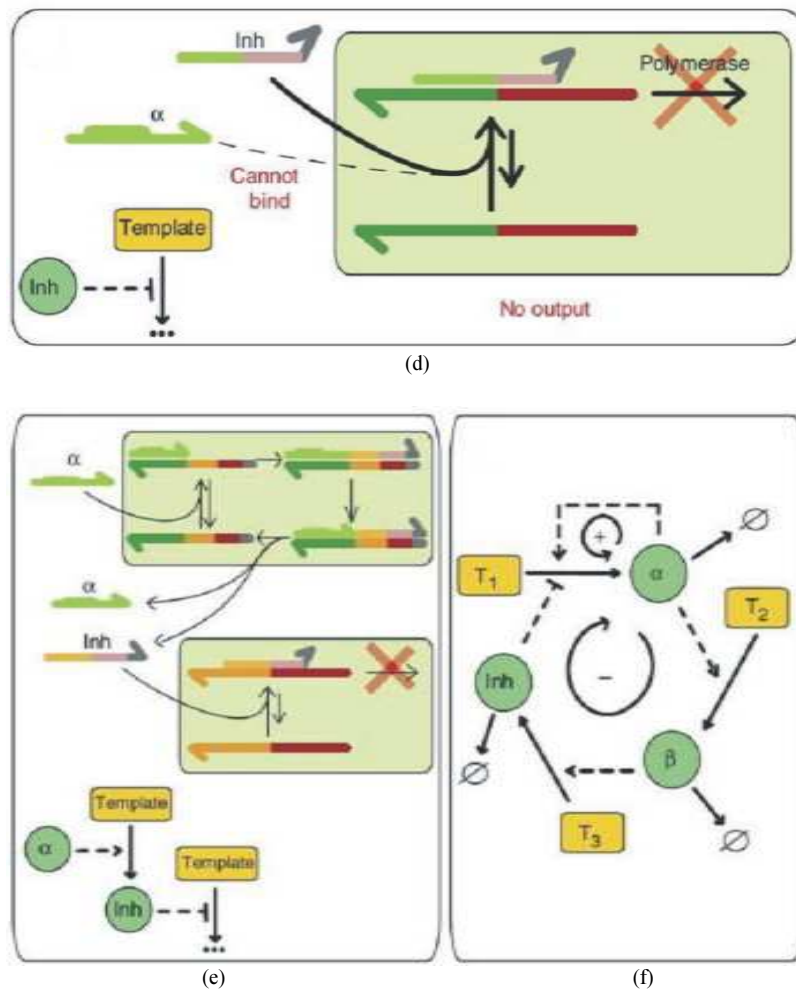 Inh
Polymerase
α
Cannot
bind
Template
Inh
...
No output
(d)
α
α
Inh
Template
α
Template
Inh
...
(e)
+
∅
T1
α
T2
Inh
−
β
∅
T3
∅
(f)